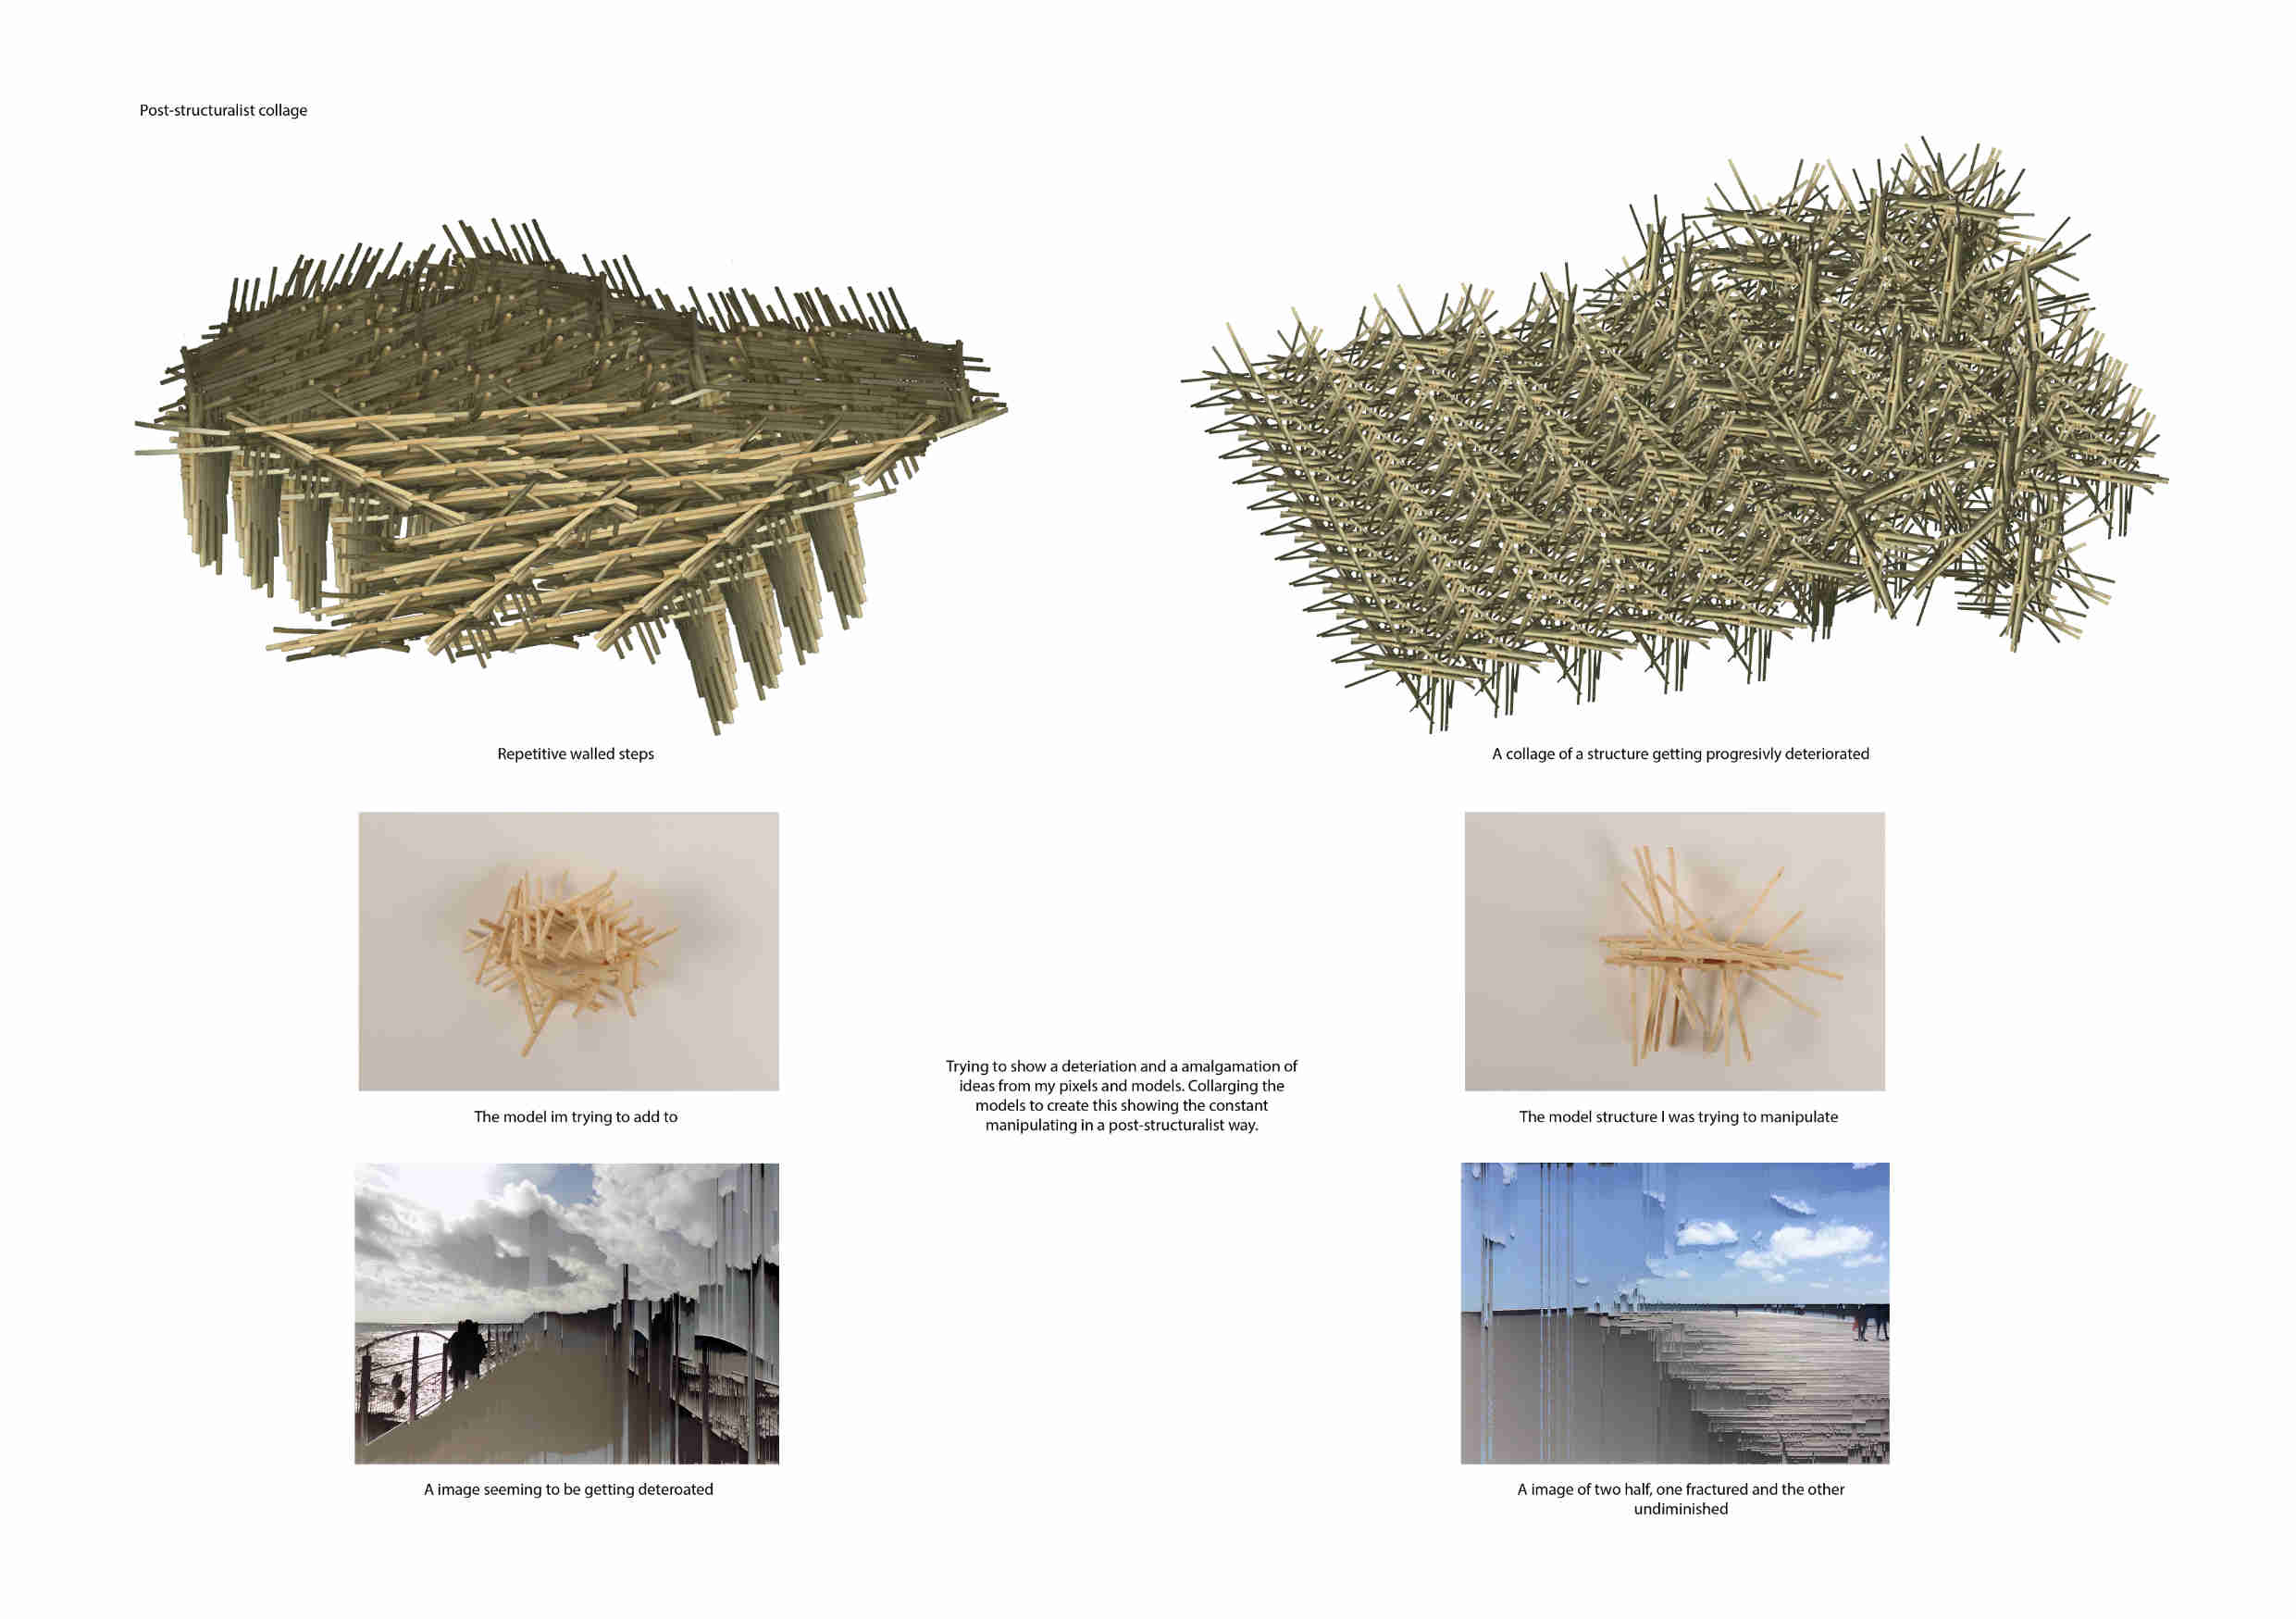 Post-structuralist collage
Repetitive walled steps
A collage of a structure getting progresivly deteriorated
The model im trying to add to
Trying to show a deteriation and a amalgamation of
ideas from my pixels and models. Collarging the
models to create this showing the constant
manipulating in a post-structuralist way.
The model structure I was trying to manipulate
A image seeming to be getting deteroated
A image of two half, one fractured and the other
undiminished